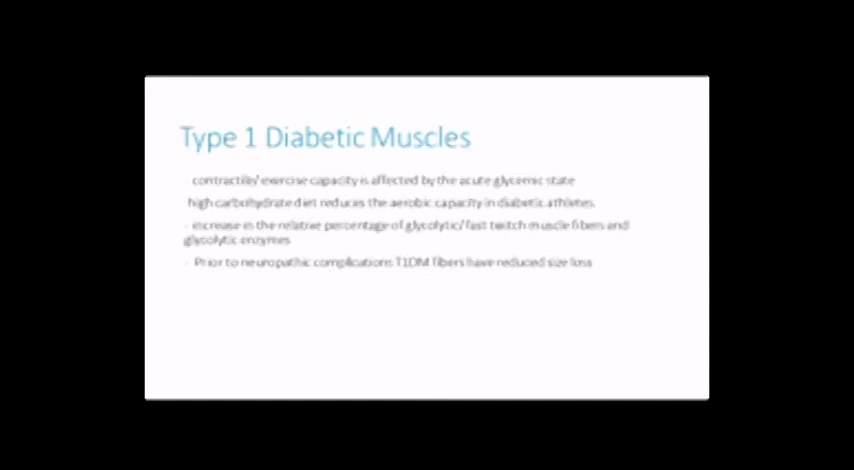 Type 1 Diabetic Muscles
contractility/exercise capacity is affected by the acute glycemic state
high carbohydrate diet reduces the aerobic capacity in diabetic athletes.
- increase in the relative percentage of glycolytic/fast twitch muscle fibers and
glycolytic enzymes
- Prior to neuropathic complications T1DM fibers have reduced size loss